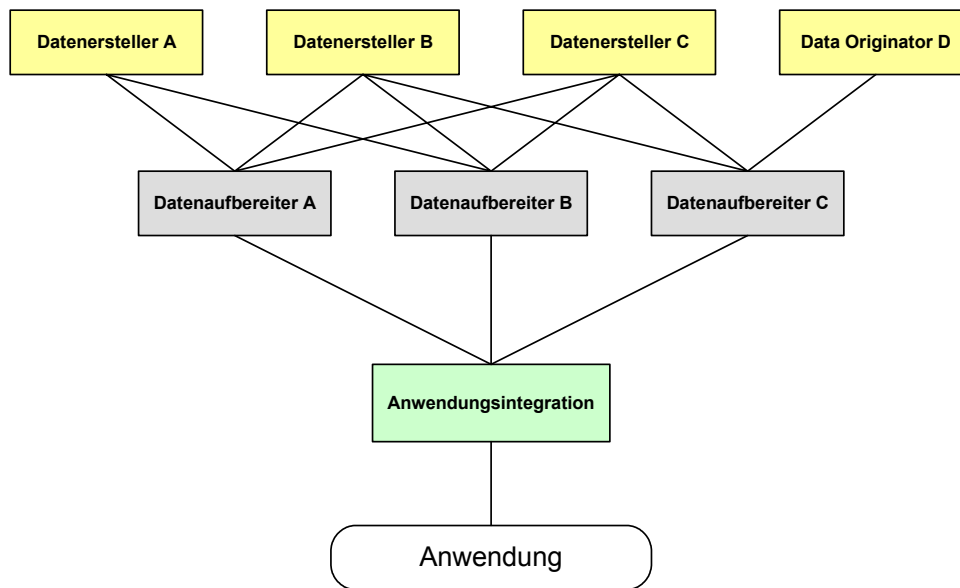 Datenersteller A
Datenersteller B
Datenersteller C
Data Originator D
Datenaufbereiter A
Datenaufbereiter B
Datenaufbereiter C
Anwendungsintegration
Anwendung